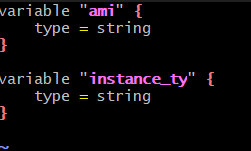 variable "ami" {
    type = string
}
variable "instance_ty" {
    type = string
}
~